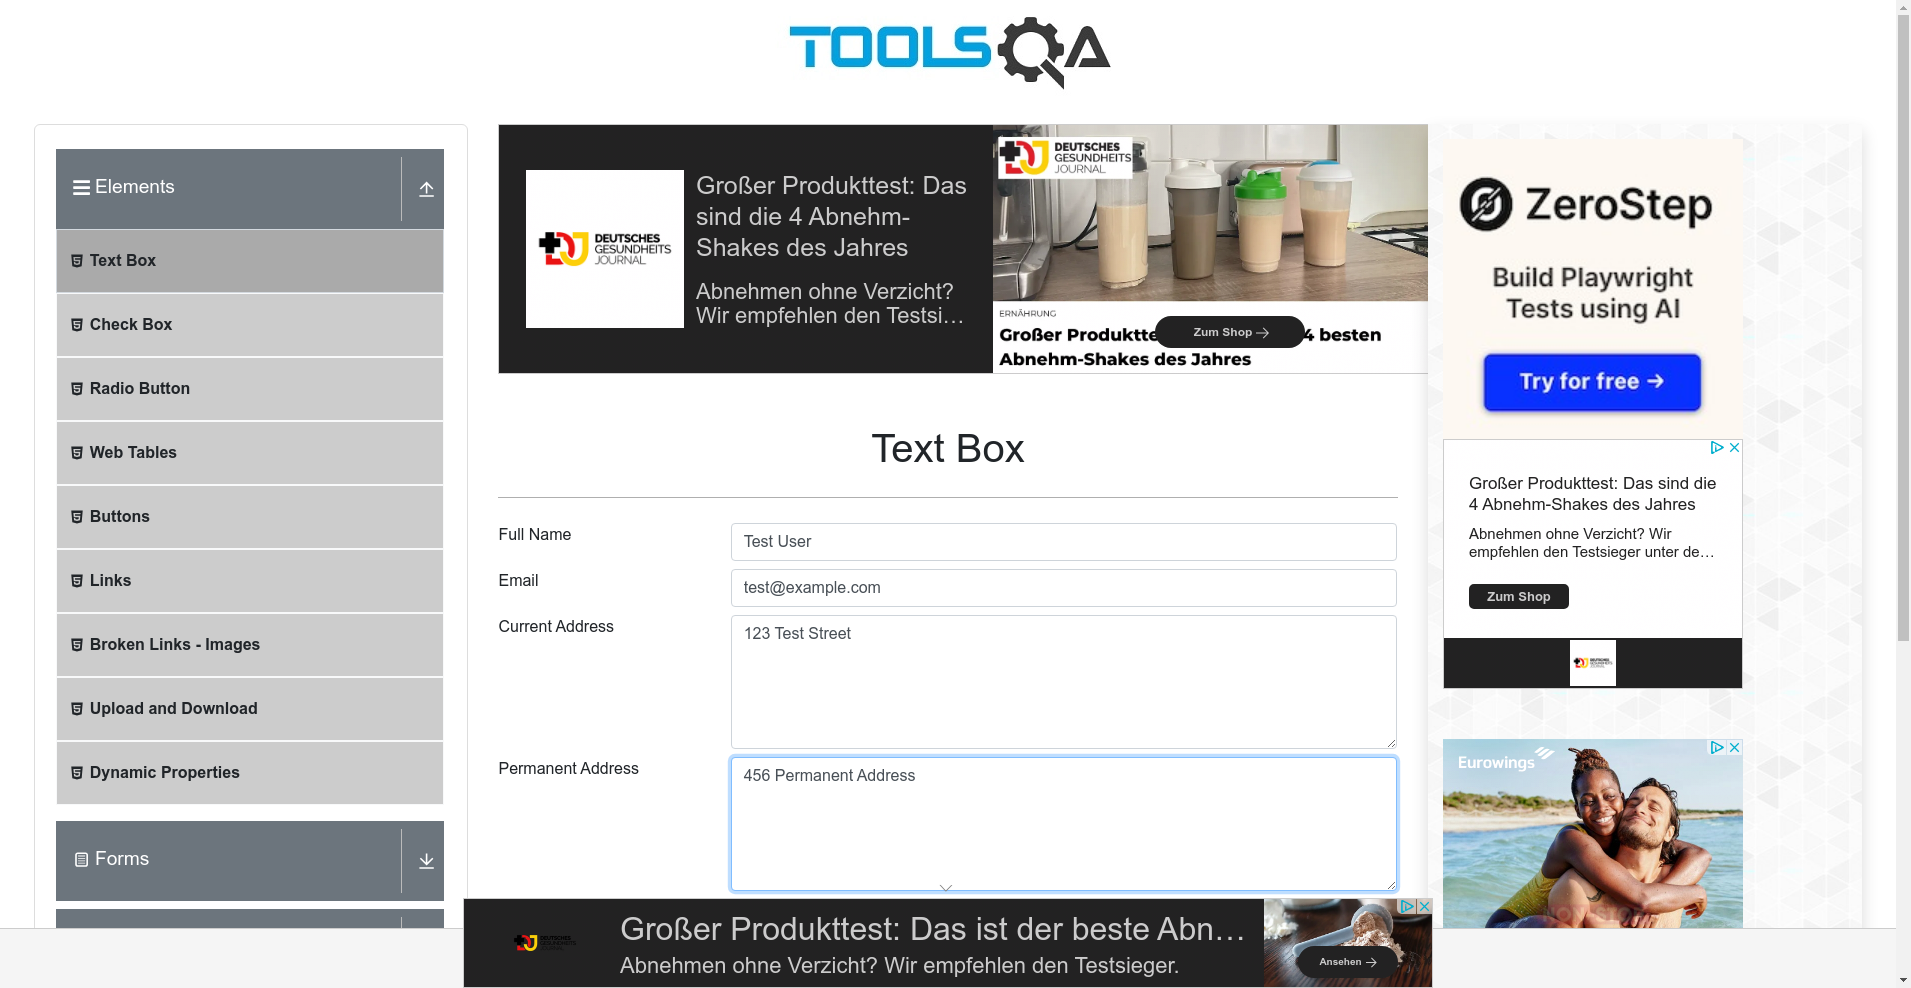 TOOLSQA
Elements
Text Box
Check Box
Radio Button
Web Tables
Buttons
Links
Broken Links - Images
Upload and Download
Dynamic Properties
Forms
DEUTSCHES
GESUNDHEITS
JOURNAL
Großer Produkttest: Das
sind die 4 Abnehm-
Shakes des Jahres
Abnehmen ohne Verzicht?
Wir empfehlen den Testsi…
DEUTSCHES
GESUNDHEITS
JOURNAL
ERNÄHRUNG
Großer Produktte
4 besten
Abnehm-Shakes des Jahres
Zum Shop
Text Box
Full Name
Test User
Email
test@example.com
Current Address
123 Test Street
Permanent Address
456 Permanent Address
ZeroStep
Build Playwright
Tests using AI
Try for free →
Großer Produkttest: Das sind die
4 Abnehm-Shakes des Jahres
Abnehmen ohne Verzicht? Wir
empfehlen den Testsieger unter de…
Zum Shop
Eurowings
Großer Produkttest: Das ist der beste Abn…
Abnehmen ohne Verzicht? Wir empfehlen den Testsieger.
Ansehen